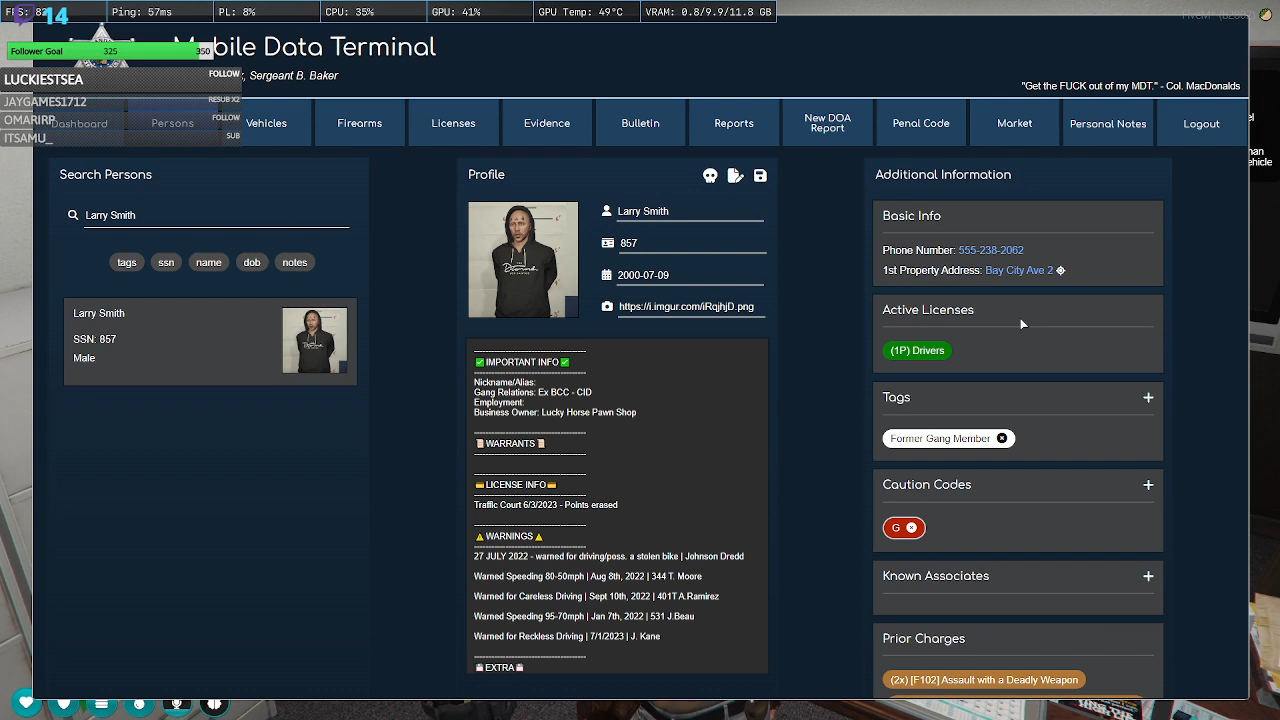 14
Ping: 57ms
PL: 8%
CPU: 35%
GPU: 41%
GPU Temp: 49°C
VRAM: 0.8/9.9/11.3 GB
Follower Goal 325 350
Mobile Data Terminal
Sergeant B. Baker
"Get the FUCK out of my MDT." - Col. MacDonalds
LUCKIESTSEA FOLLOW
JAYGAMES1712 RESUB X2
OMARIRP FOLLOW
ITSAMU_ SUB
Dashboard
Persons
Vehicles
Firearms
Licenses
Evidence
Bulletin
Reports
New DOA
Report
Penal Code
Market
Personal Notes
Logout
Search Persons
Larry Smith
tags
ssn
name
dob
notes
Larry Smith
SSN: 857
Male
Profile
Larry Smith
857
2000-07-09
https://i.imgur.com/iRqjhjD.png
✅IMPORTANT INFO✅
Nickname/Alias:
Gang Relations: Ex BCC - CID
Employment:
Business Owner: Lucky Horse Pawn Shop
WARRANTS
LICENSE INFO
Traffic Court 6/3/2023 - Points erased
⚠WARNINGS⚠
27 JULY 2022 - warned for driving/poss. a stolen bike | Johnson Dredd
Warned Speeding 80-50mph | Aug 8th, 2022 | 344 T. Moore
Warned for Careless Driving | Sept 10th, 2022 | 401T A.Ramirez
Warned Speeding 95-70mph | Jan 7th, 2022 | 531 J.Beau
Warned for Reckless Driving | 7/1/2023 | J. Kane
EXTRA
Additional Information
Basic Info
Phone Number: 555-238-2062
1st Property Address: Bay City Ave 2
Active Licenses
(1P) Drivers
Tags +
Former Gang Member
Caution Codes +
G
Known Associates +
Prior Charges
(2x) [F102] Assault with a Deadly Weapon